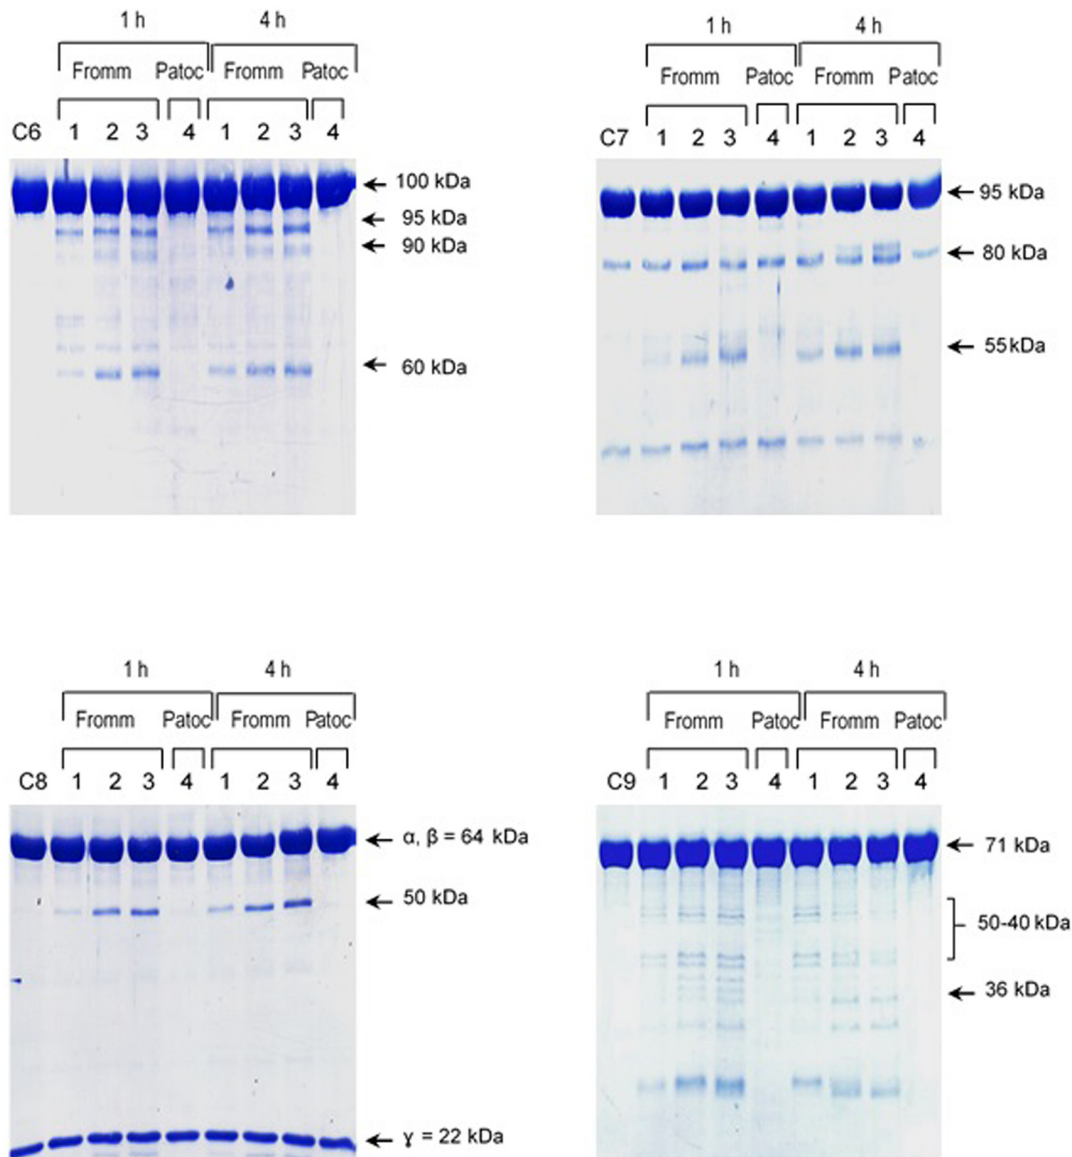 1 h 4 h
Fromm Patoc Fromm Patoc
C6 1 2 3 4 1 2 3 4
100 kDa
95 kDa
90 kDa
60 kDa
1 h 4 h
Fromm Patoc Fromm Patoc
C7 1 2 3 4 1 2 3 4
95 kDa
80 kDa
55 kDa
1 h 4 h
Fromm Patoc Fromm Patoc
C8 1 2 3 4 1 2 3 4
α, β = 64 kDa
50 kDa
γ = 22 kDa
1 h 4 h
Fromm Patoc Fromm Patoc
C9 1 2 3 4 1 2 3 4
71 kDa
50-40 kDa
36 kDa